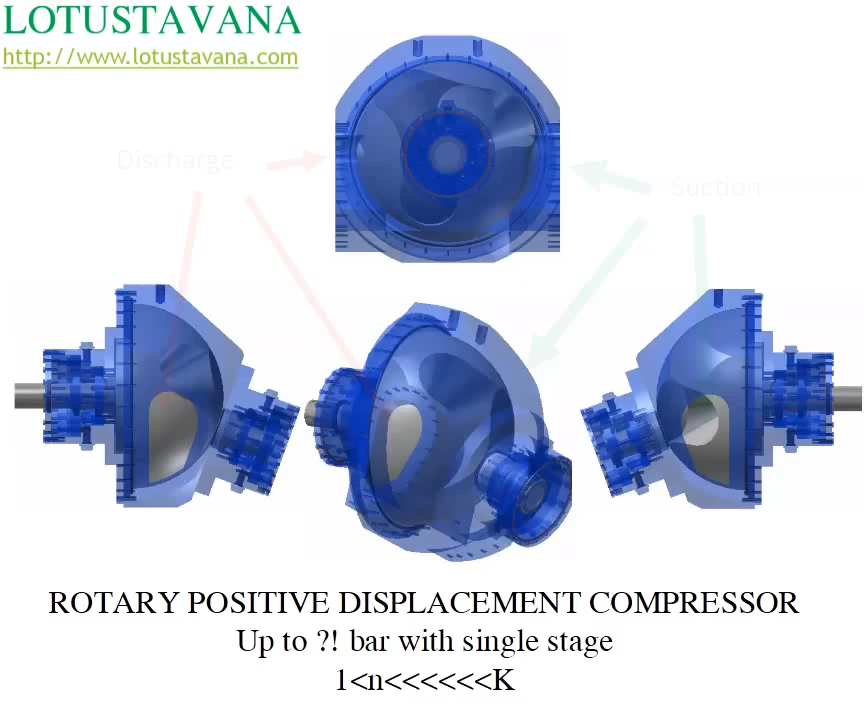 LOTUSTAVANA
http://www.lotustavana.com
Discharge
Suction
ROTARY POSITIVE DISPLACEMENT COMPRESSOR
Up to ?! bar with single stage
1<n<<<<<<K